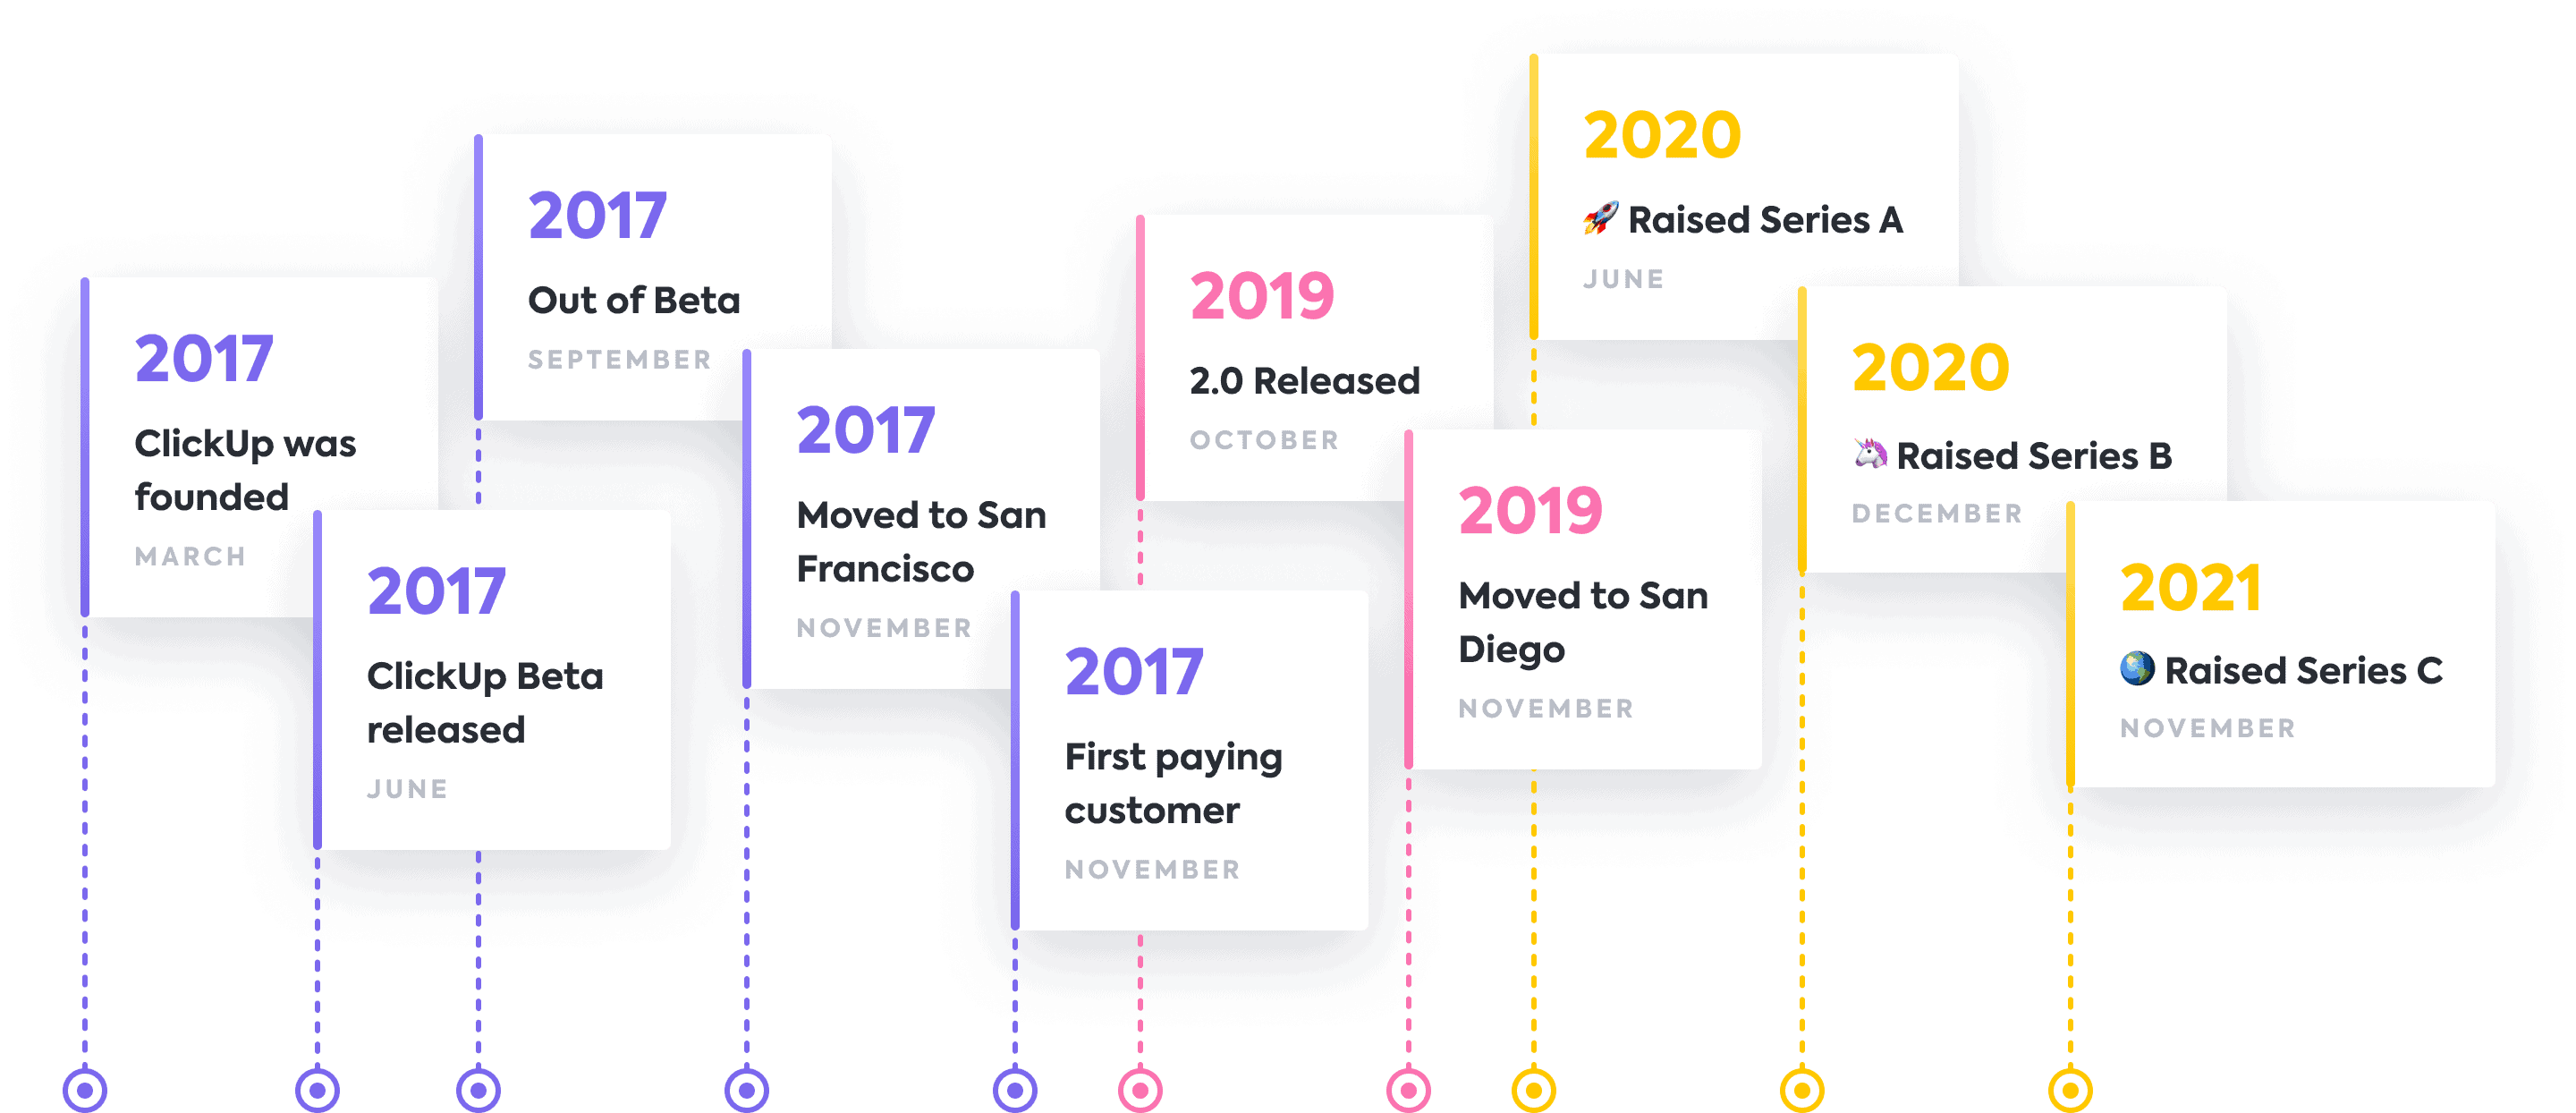 2017
ClickUp was
founded
MARCH
2017
ClickUp Beta
released
JUNE
2017
Out of Beta
SEPTEMBER
2017
Moved to San
Francisco
NOVEMBER
2017
First paying
customer
NOVEMBER
2019
2.0 Released
OCTOBER
2019
Moved to San
Diego
NOVEMBER
2020
🚀 Raised Series A
JUNE
2020
🦄 Raised Series B
DECEMBER
2021
🌎 Raised Series C
NOVEMBER